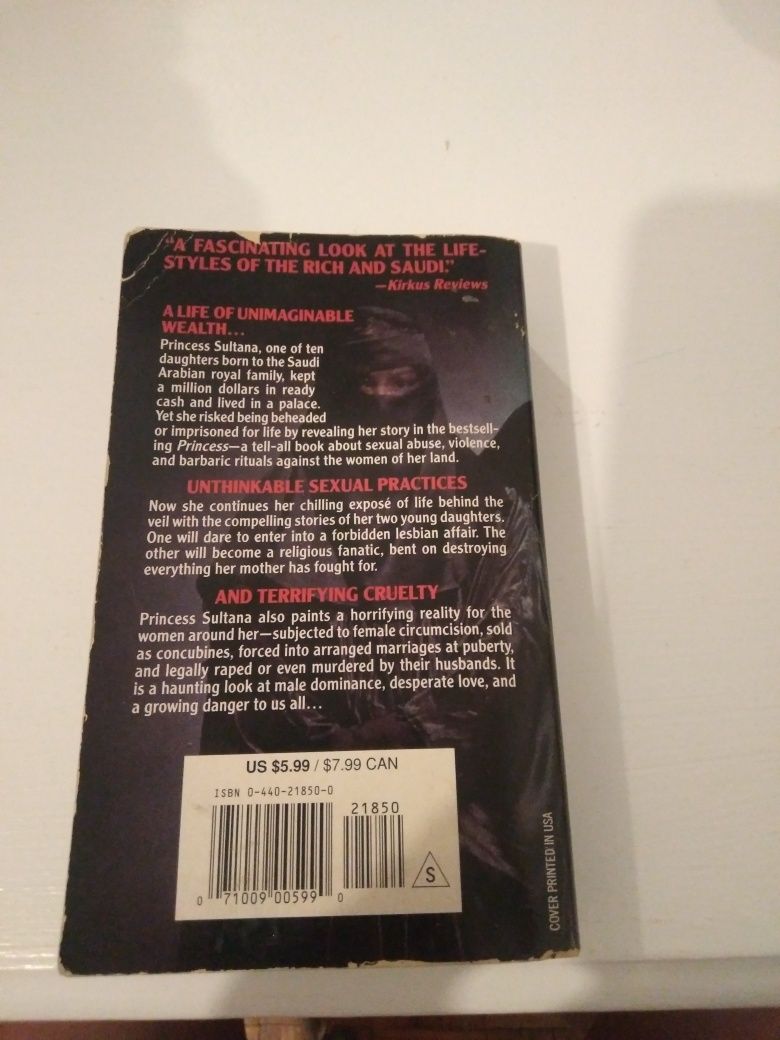 "A FASCINATING LOOK AT THE LIFE-
STYLES OF THE RICH AND SAUDI."
—Kirkus Reviews
A LIFE OF UNIMAGINABLE
WEALTH...
Princess Sultana, one of ten
daughters born to the Saudi
Arabian royal family, kept
a million dollars in ready
cash and lived in a palace.
Yet she risked being beheaded
or imprisoned for life by revealing her story in the bestsell-
ing Princess—a tell-all book about sexual abuse, violence,
and barbaric rituals against the women of her land.
UNTHINKABLE SEXUAL PRACTICES
Now she continues her chilling exposé of life behind the
veil with the compelling stories of her two young daughters.
One will dare to enter into a forbidden lesbian affair. The
other will become a religious fanatic, bent on destroying
everything her mother has fought for.
AND TERRIFYING CRUELTY
Princess Sultana also paints a horrifying reality for the
women around her—subjected to female circumcision, sold
as concubines, forced into arranged marriages at puberty,
and legally raped or even murdered by their husbands. It
is a haunting look at male dominance, desperate love, and
a growing danger to us all...
US $5.99 / $7.99 CAN
ISBN 0-440-21850-0
21850
0 71009 00599 0
S
COVER PRINTED IN USA